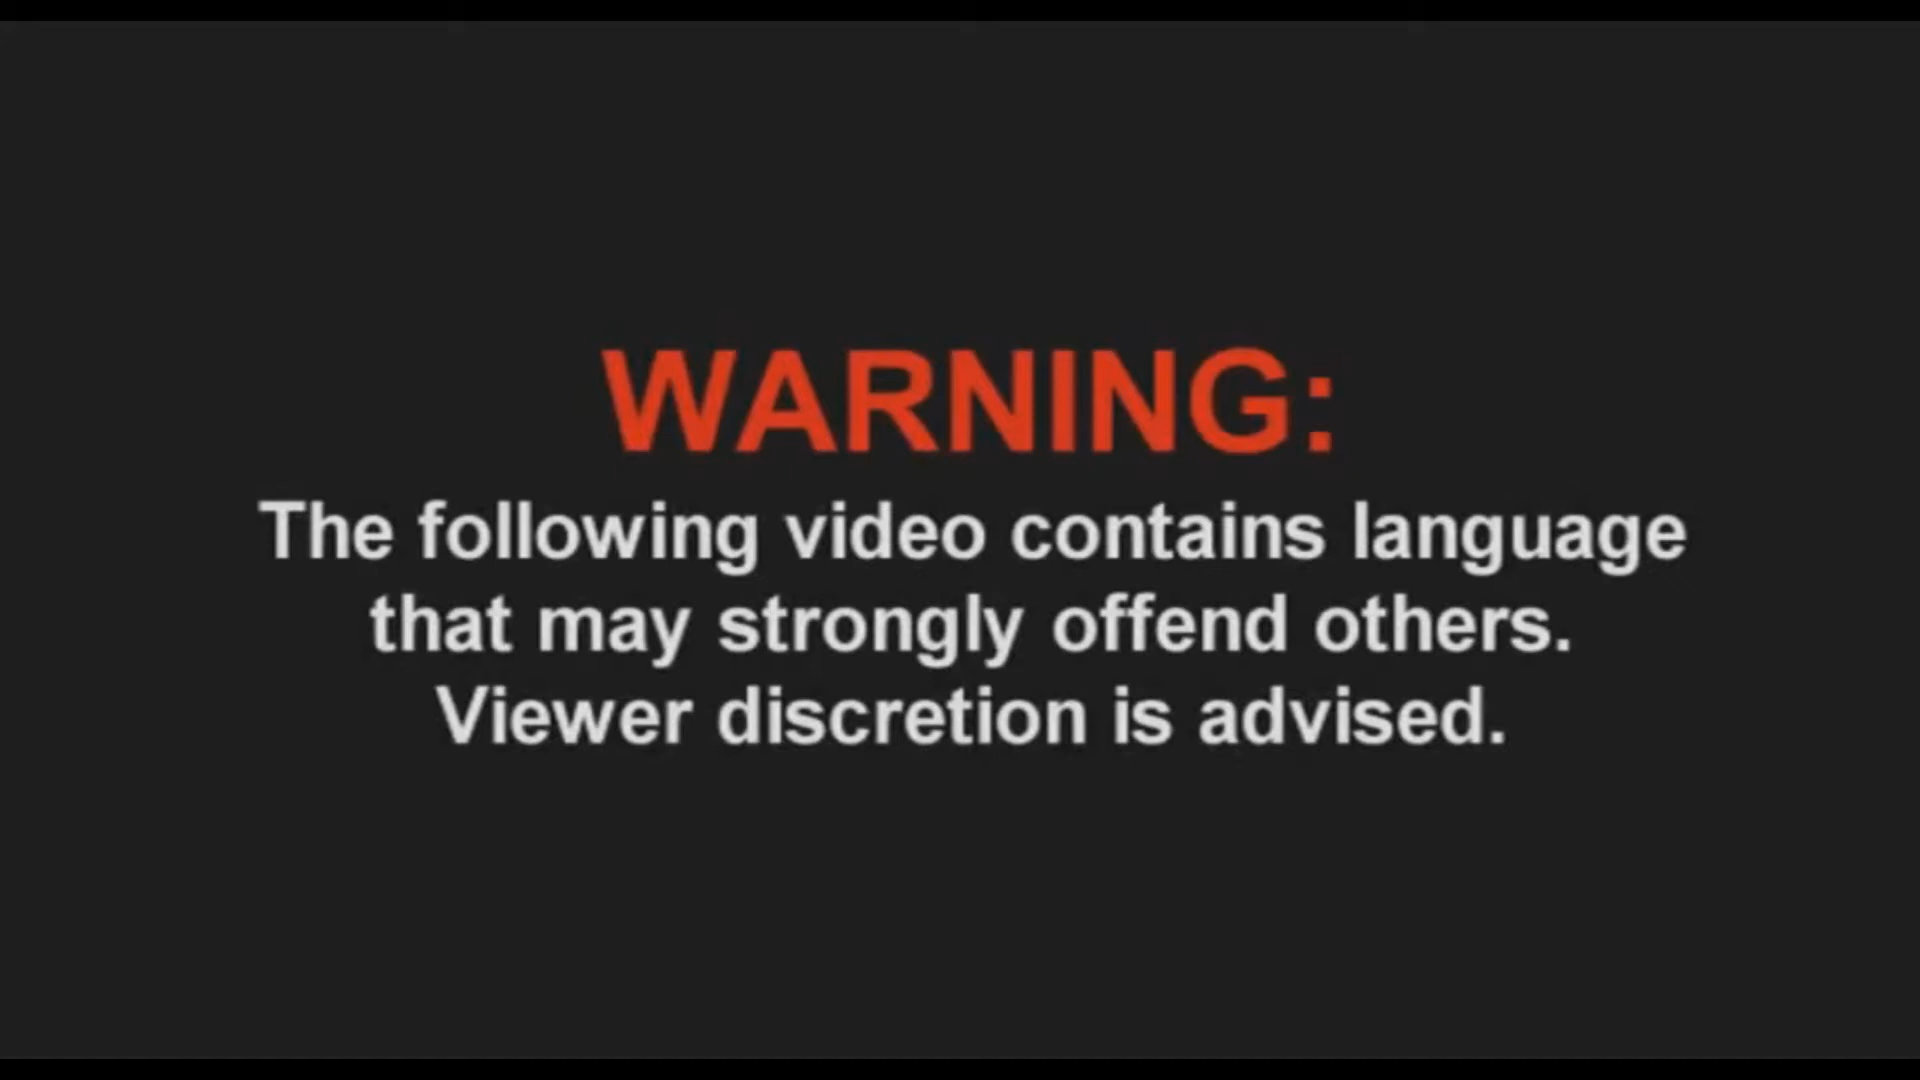 WARNING:
The following video contains language
that may strongly offend others.
Viewer discretion is advised.